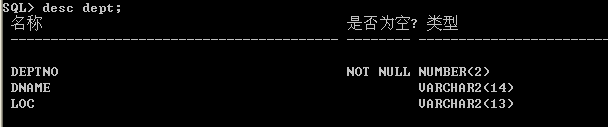 SQL> desc dept;
名称 是否为空? 类型
DEPTNO NOT NULL NUMBER(2)
DNAME VARCHAR2(14)
LOC VARCHAR2(13)